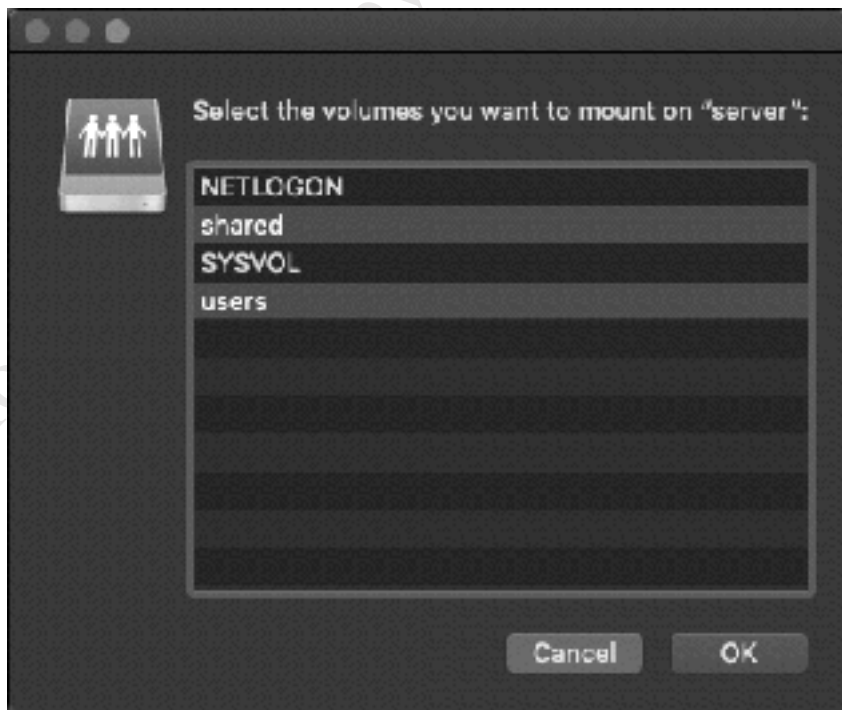 Select the volumes you want to mount on "server":
NETLOGON
shared
SYSVOL
users
Cancel
OK